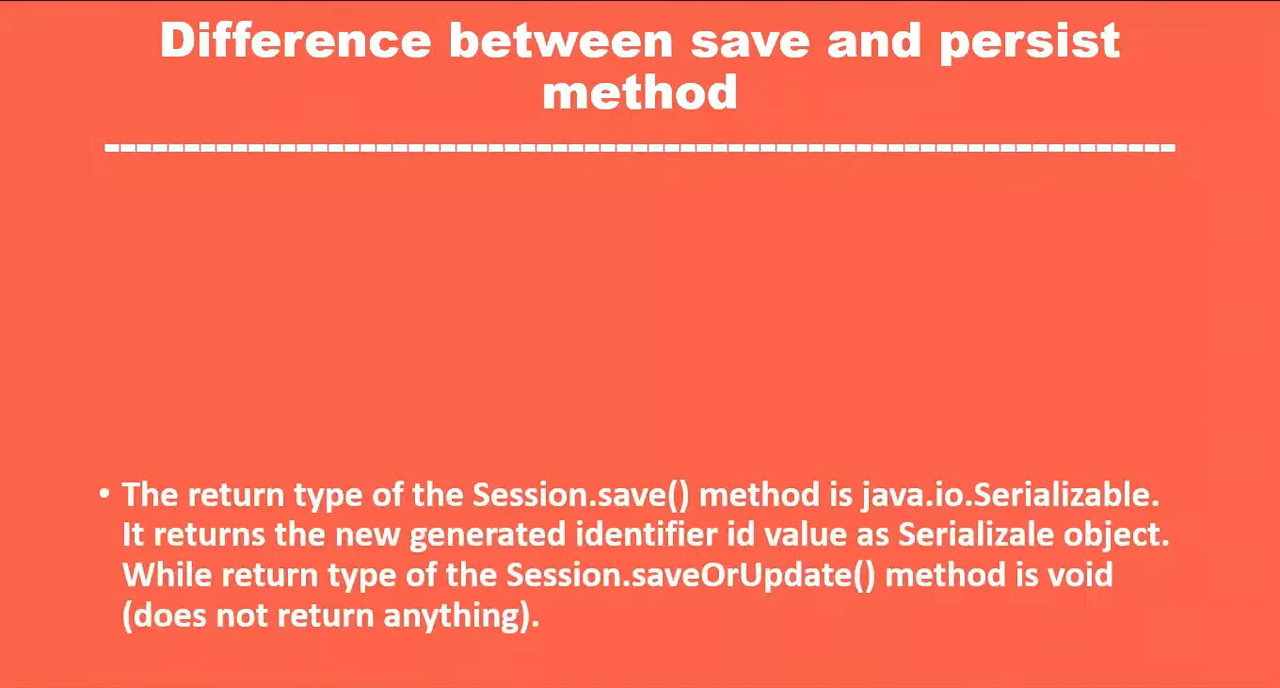 Difference between save and persist
method
--------------------------------------------------------------------
• The return type of the Session.save() method is java.io.Serializable.
It returns the new generated identifier id value as Serializale object.
While return type of the Session.saveOrUpdate() method is void
(does not return anything).